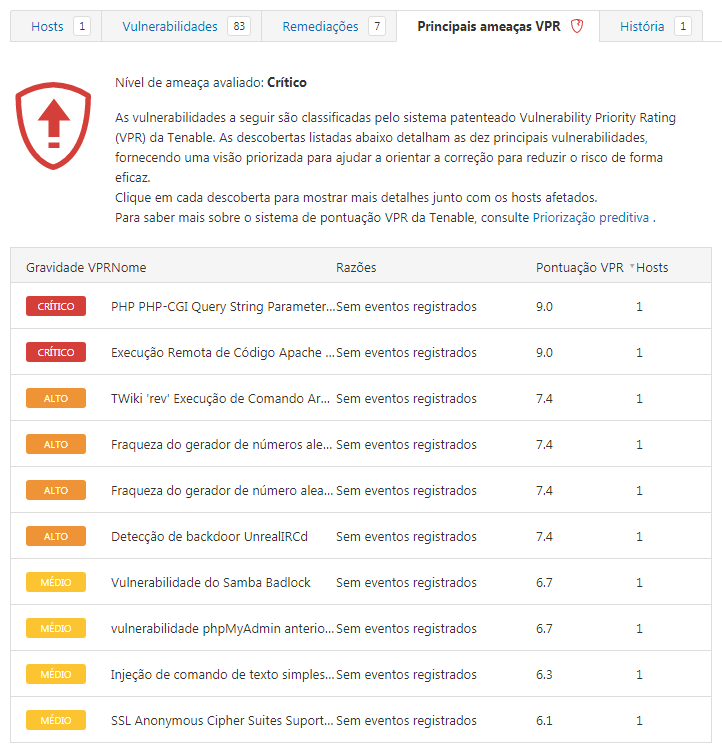 Hosts 1 Vulnerabilidades 83 Remediações 7 Principais ameaças VPR História 1
Nível de ameaça avaliado: Crítico
As vulnerabilidades a seguir são classificadas pelo sistema patenteado Vulnerability Priority Rating
(VPR) da Tenable. As descobertas listadas abaixo detalham as dez principais vulnerabilidades,
fornecendo uma visão priorizada para ajudar a orientar a correção para reduzir o risco de forma
eficaz.
Clique em cada descoberta para mostrar mais detalhes junto com os hosts afetados.
Para saber mais sobre o sistema de pontuação VPR da Tenable, consulte Priorização preditiva .
Gravidade VPR Nome Razões Pontuação VPR Hosts
CRÍTICO PHP PHP-CGI Query String Parameter... Sem eventos registrados 9.0 1
CRÍTICO Execução Remota de Código Apache ... Sem eventos registrados 9.0 1
ALTO TWiki 'rev' Execução de Comando Ar... Sem eventos registrados 7.4 1
ALTO Fraqueza do gerador de números ale... Sem eventos registrados 7.4 1
ALTO Fraqueza do gerador de número alea... Sem eventos registrados 7.4 1
ALTO Detecção de backdoor UnrealIRCd Sem eventos registrados 7.4 1
MÉDIO Vulnerabilidade do Samba Badlock Sem eventos registrados 6.7 1
MÉDIO vulnerabilidade phpMyAdmin anterio... Sem eventos registrados 6.7 1
MÉDIO Injeção de comando de texto simples... Sem eventos registrados 6.3 1
MÉDIO SSL Anonymous Cipher Suites Suport... Sem eventos registrados 6.1 1